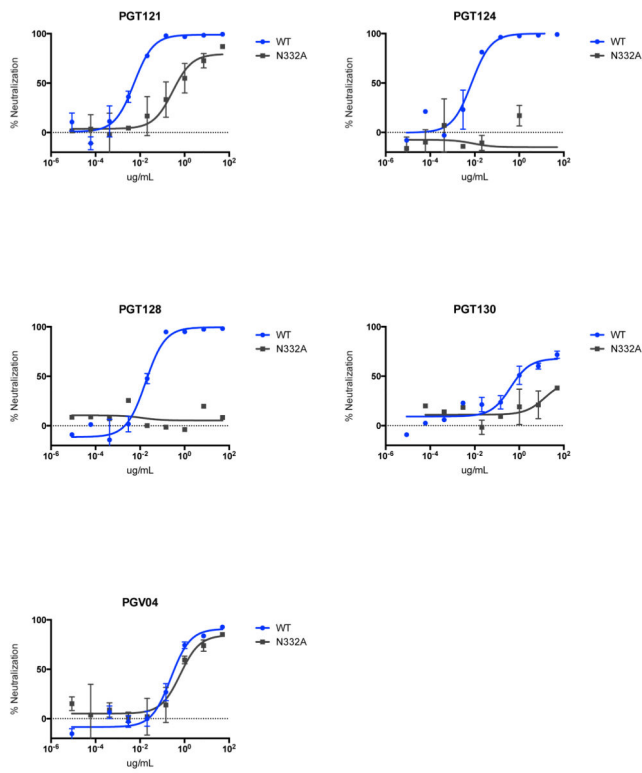 PGT121
% Neutralization
100
50
0
10⁻⁶ 10⁻⁴ 10⁻² 10⁰ 10²
ug/mL
WT
N332A
PGT124
% Neutralization
100
50
0
10⁻⁶ 10⁻⁴ 10⁻² 10⁰ 10²
ug/mL
WT
N332A
PGT128
% Neutralization
100
50
0
10⁻⁶ 10⁻⁴ 10⁻² 10⁰ 10²
ug/mL
WT
N332A
PGT130
% Neutralization
100
50
0
10⁻⁶ 10⁻⁴ 10⁻² 10⁰ 10²
ug/mL
WT
N332A
PGV04
% Neutralization
100
50
0
10⁻⁶ 10⁻⁴ 10⁻² 10⁰ 10²
ug/mL
WT
N332A